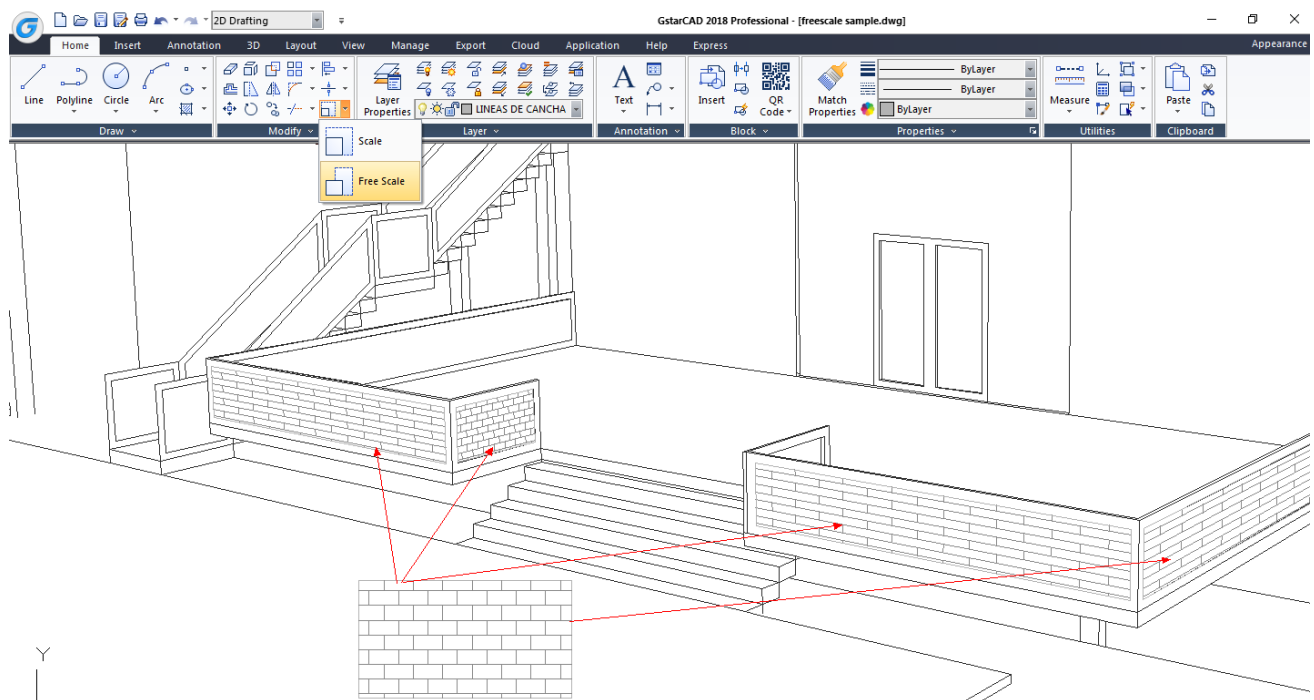 2D Drafting
GstarCAD 2018 Professional - [freescale sample.dwg]
Home Insert Annotation 3D Layout View Manage Export Cloud Application Help Express Appearance
Line Polyline Circle Arc
Layer Properties
LINEAS DE CANCHA
Text
Insert
QR Code
Match Properties
ByLayer
ByLayer
ByLayer
Measure
Paste
Draw Modify Layer Annotation Block Properties Utilities Clipboard
Scale
Free Scale
Y